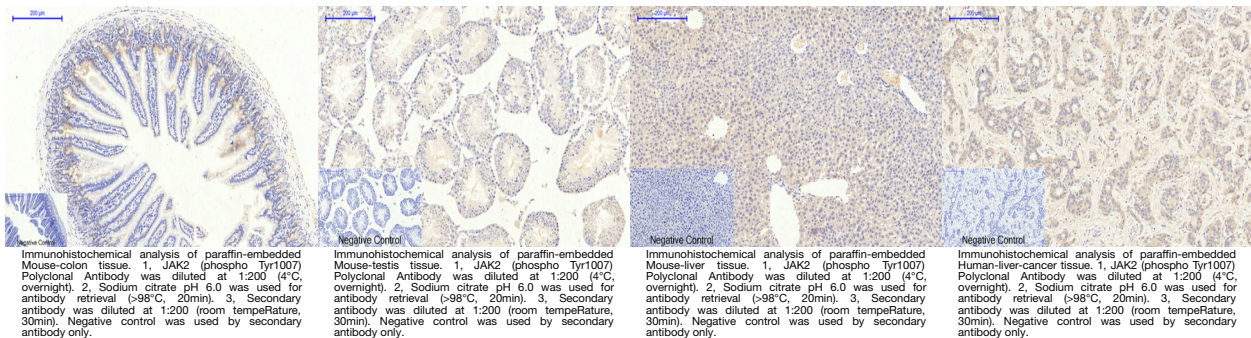 200 µm
Negative Control
Immunohistochemical analysis of paraffin-embedded
Mouse-colon tissue. 1, JAK2 (phospho Tyr1007)
Polyclonal Antibody was diluted at 1:200 (4°C,
overnight). 2, Sodium citrate pH 6.0 was used for
antibody retrieval (>98°C, 20min). 3, Secondary
antibody was diluted at 1:200 (room tempeRature,
30min). Negative control was used by secondary
antibody only.
200 µm
Negative Control
Immunohistochemical analysis of paraffin-embedded
Mouse-testis tissue. 1, JAK2 (phospho Tyr1007)
Polyclonal Antibody was diluted at 1:200 (4°C,
overnight). 2, Sodium citrate pH 6.0 was used for
antibody retrieval (>98°C, 20min). 3, Secondary
antibody was diluted at 1:200 (room tempeRature,
30min). Negative control was used by secondary
antibody only.
200 µm
Negative Control
Immunohistochemical analysis of paraffin-embedded
Mouse-liver tissue. 1, JAK2 (phospho Tyr1007)
Polyclonal Antibody was diluted at 1:200 (4°C,
overnight). 2, Sodium citrate pH 6.0 was used for
antibody retrieval (>98°C, 20min). 3, Secondary
antibody was diluted at 1:200 (room tempeRature,
30min). Negative control was used by secondary
antibody only.
200 µm
Negative Control
Immunohistochemical analysis of paraffin-embedded
Human-liver-cancer tissue. 1, JAK2 (phospho Tyr1007)
Polyclonal Antibody was diluted at 1:200 (4°C,
overnight). 2, Sodium citrate pH 6.0 was used for
antibody retrieval (>98°C, 20min). 3, Secondary
antibody was diluted at 1:200 (room tempeRature,
30min). Negative control was used by secondary
antibody only.